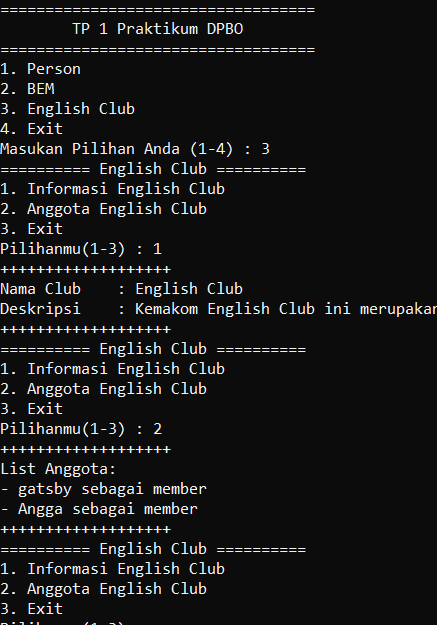 ===================================
TP 1 Praktikum DPBO
===================================
1. Person
2. BEM
3. English Club
4. Exit
Masukan Pilihan Anda (1-4) : 3
========== English Club ==========
1. Informasi English Club
2. Anggota English Club
3. Exit
Pilihanmu(1-3) : 1
+++++++++++++++++++
Nama Club    : English Club
Deskripsi    : Kemakom English Club ini merupakan
+++++++++++++++++++
========== English Club ==========
1. Informasi English Club
2. Anggota English Club
3. Exit
Pilihanmu(1-3) : 2
+++++++++++++++++++
List Anggota:
- gatsby sebagai member
- Angga sebagai member
+++++++++++++++++++
========== English Club ==========
1. Informasi English Club
2. Anggota English Club
3. Exit